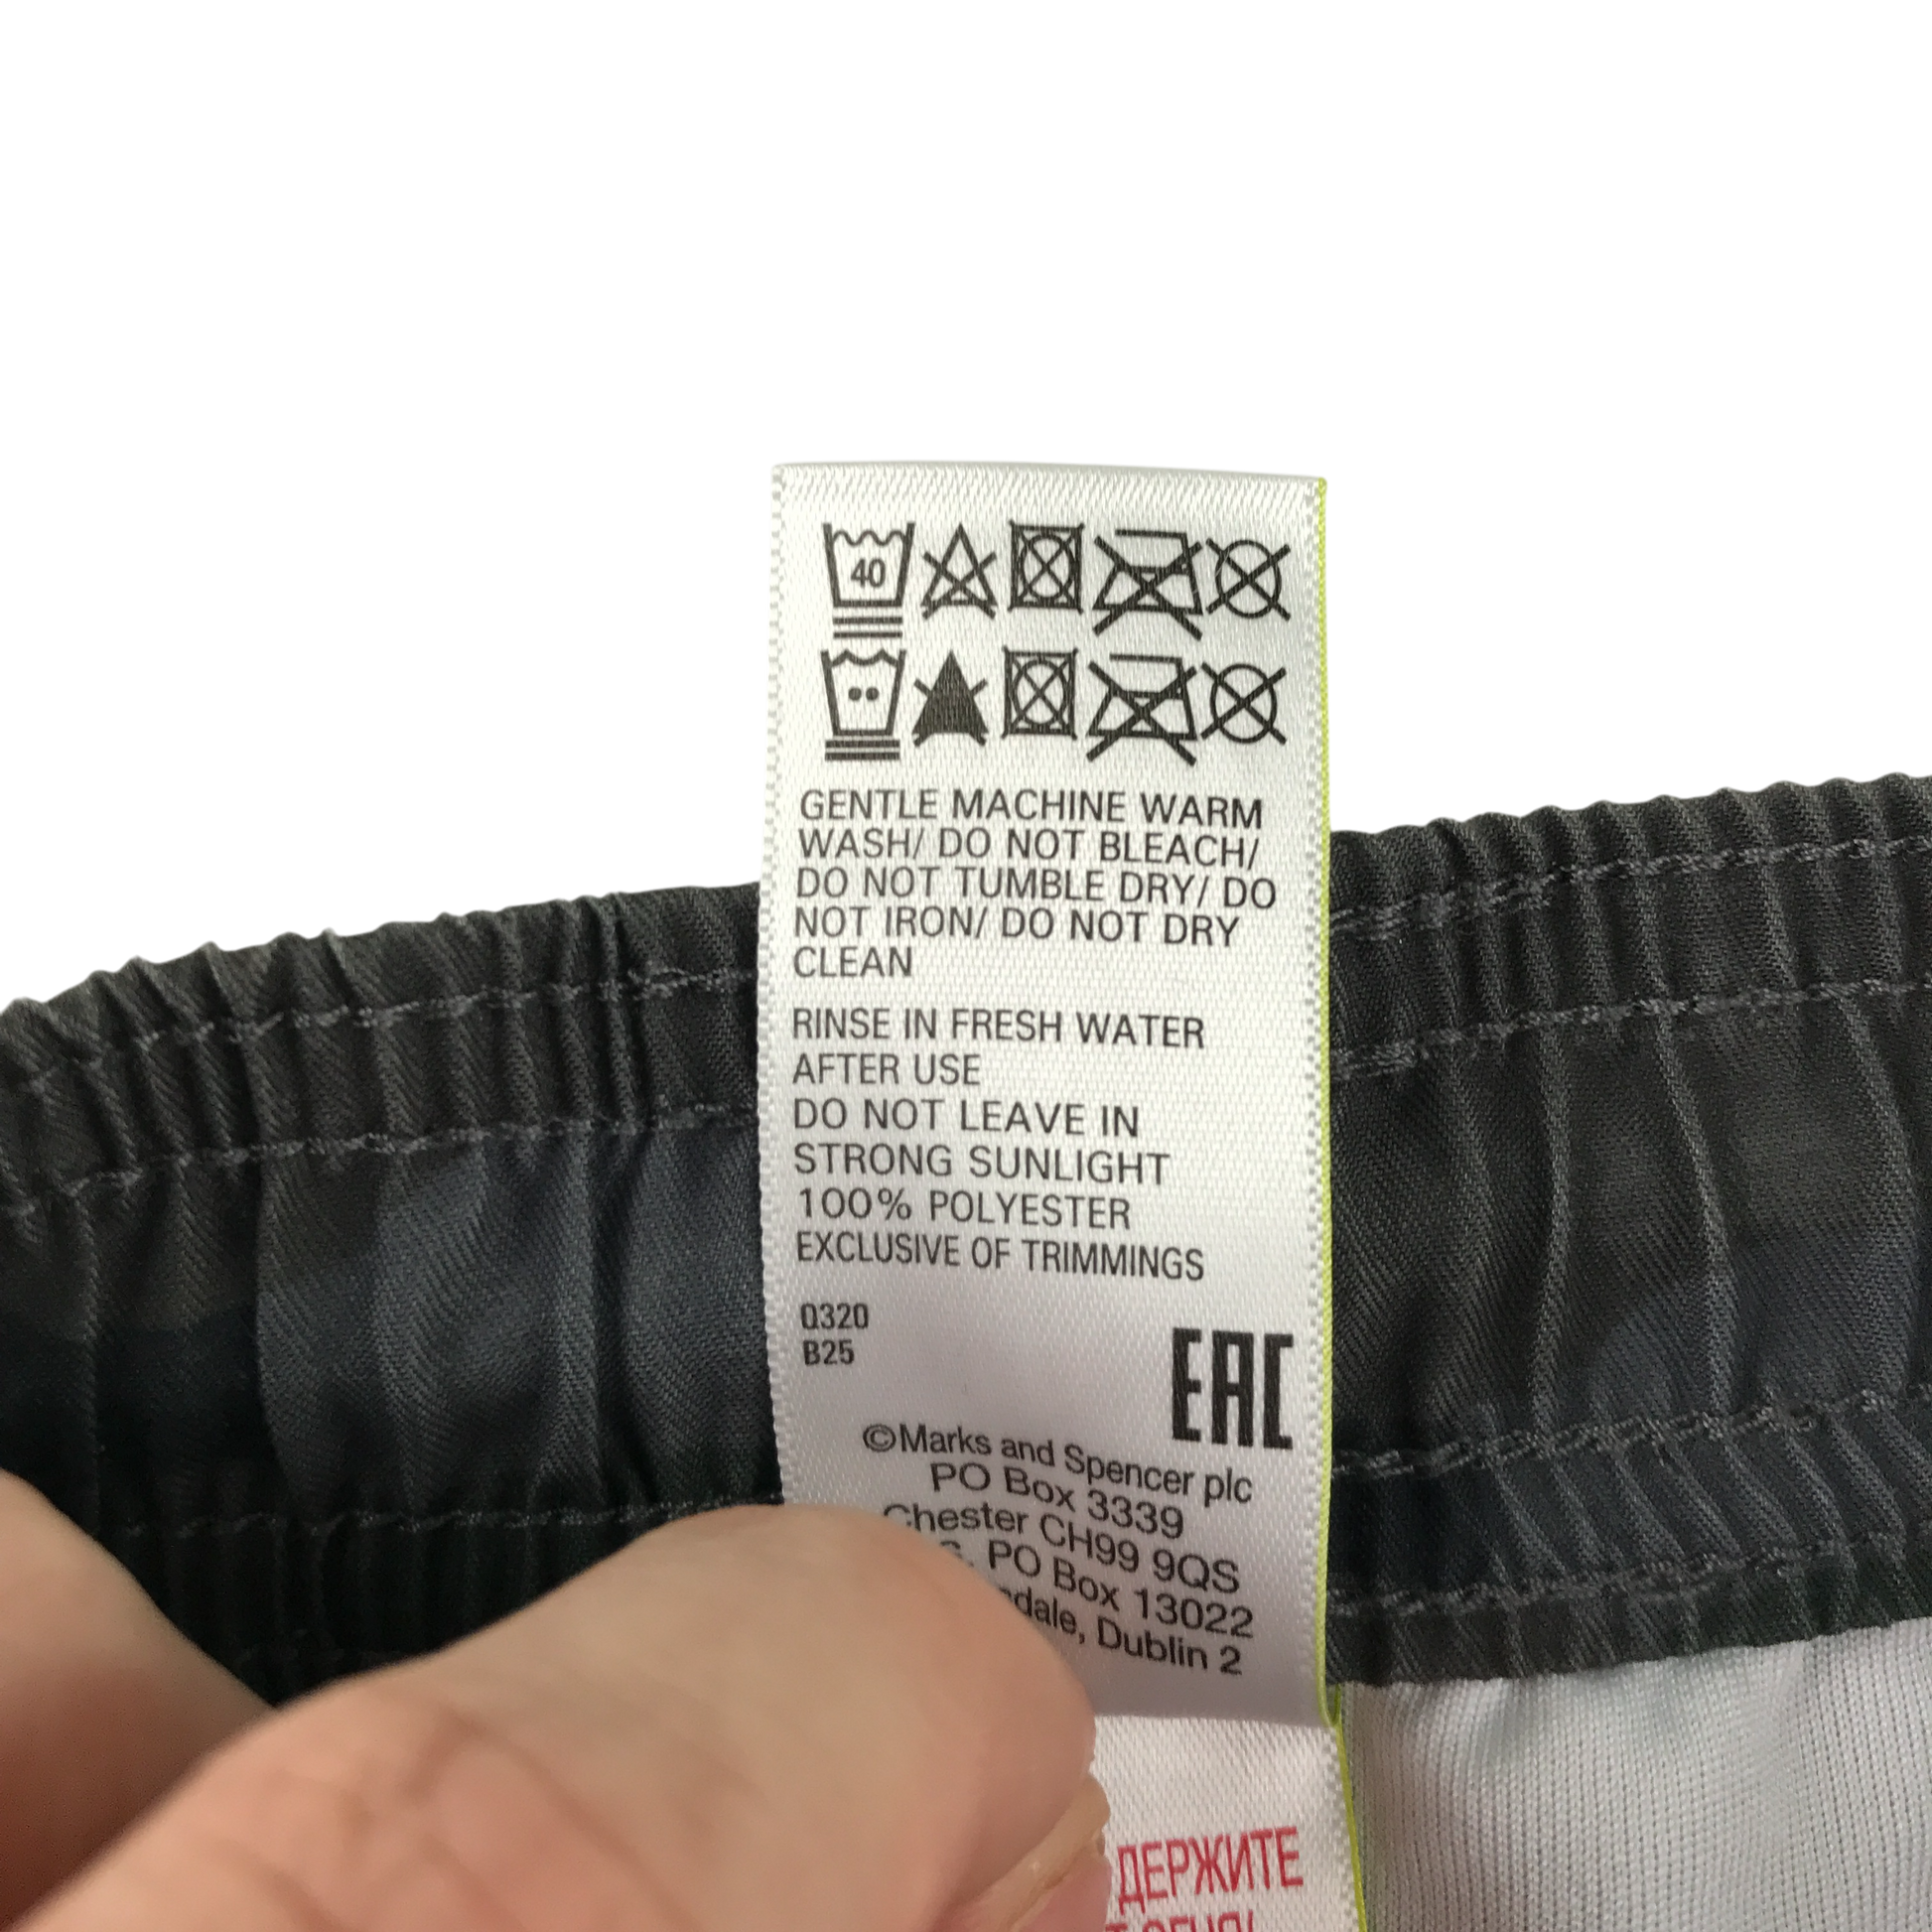 40
GENTLE MACHINE WARM
WASH/ DO NOT BLEACH/
DO NOT TUMBLE DRY/ DO
NOT IRON/ DO NOT DRY
CLEAN
RINSE IN FRESH WATER
AFTER USE
DO NOT LEAVE IN
STRONG SUNLIGHT
100% POLYESTER
EXCLUSIVE OF TRIMMINGS
Q320
B25
EAC
©Marks and Spencer plc
PO Box 3339
Chester CH99 9QS
PO Box 13022
Dublin 2
ДЕРЖИТЕ